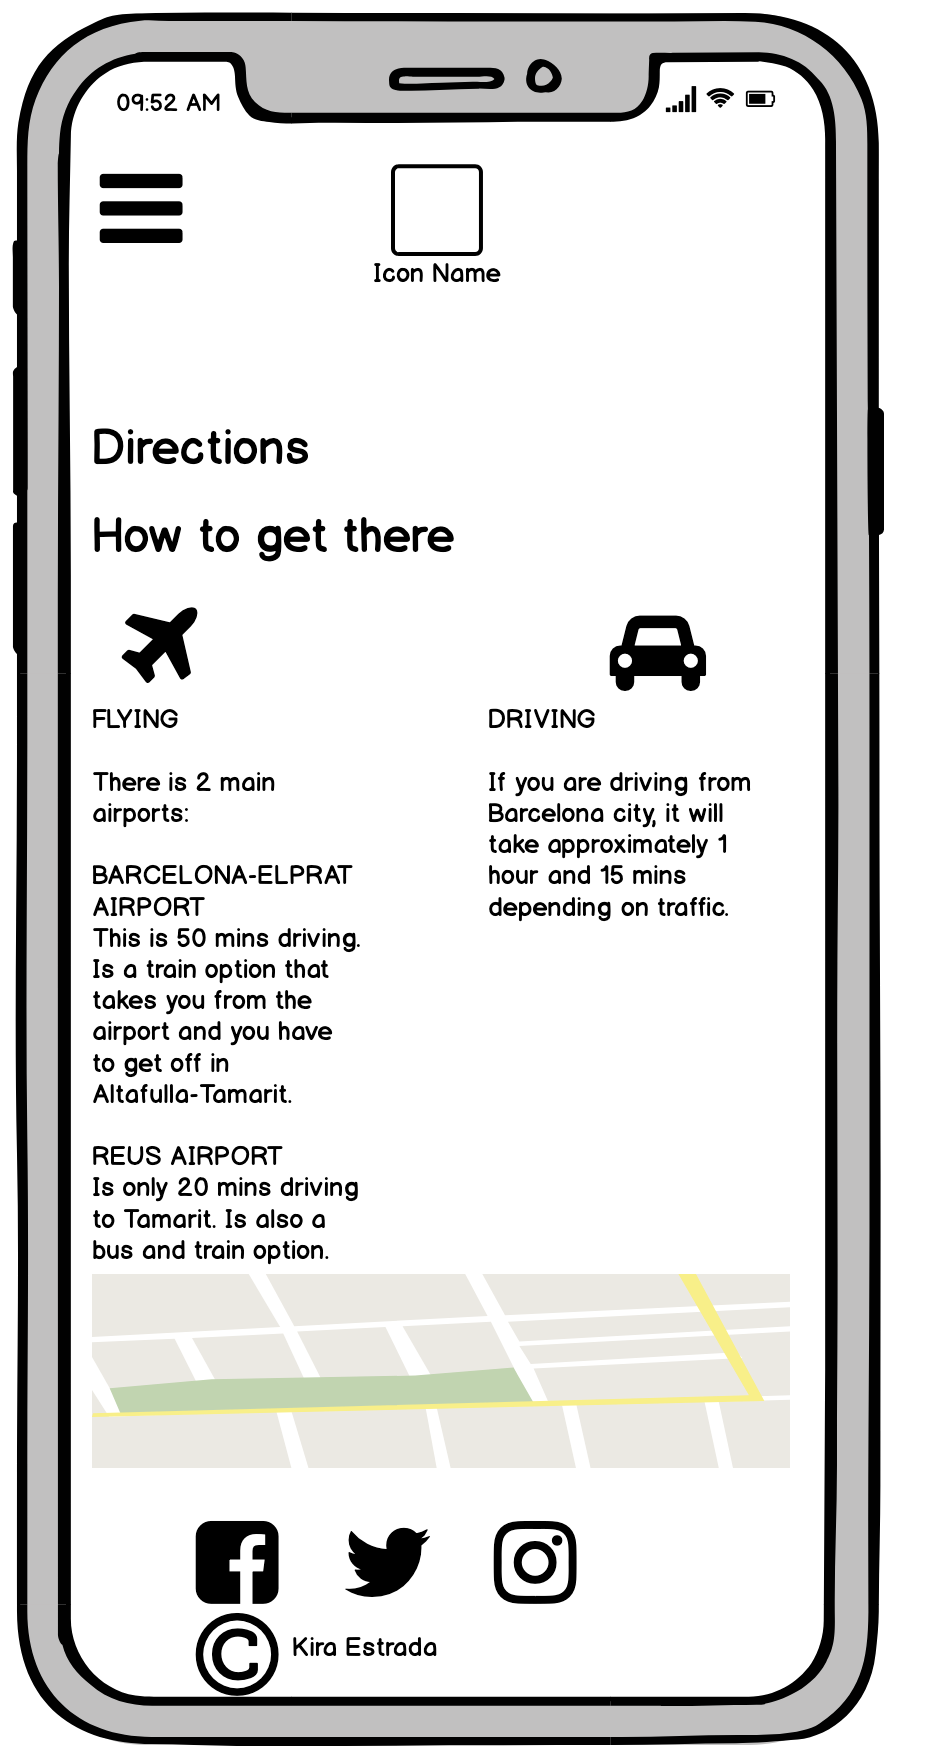 09:52 AM
Icon Name
Directions
How to get there
FLYING
There is 2 main
airports:
BARCELONA-ELPRAT
AIRPORT
This is 50 mins driving.
Is a train option that
takes you from the
airport and you have
to get off in
Altafulla-Tamarit.
REUS AIRPORT
Is only 20 mins driving
to Tamarit. Is also a
bus and train option.
DRIVING
If you are driving from
Barcelona city, it will
take approximately 1
hour and 15 mins
depending on traffic.
© Kira Estrada